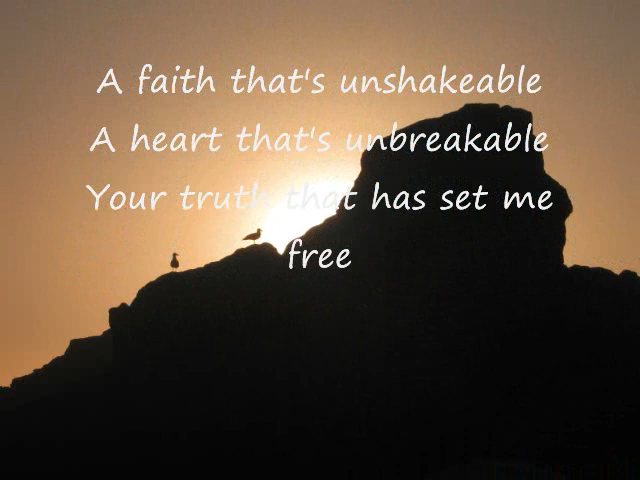 A faith that's unshakeable
A heart that's unbreakable
Your truth that has set me
free